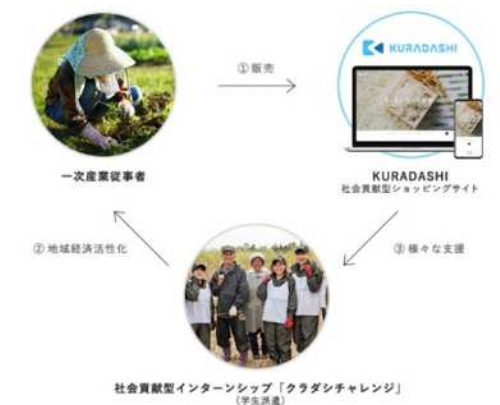 KURADASHI
①販売
一次産業従事者
KURADASHI
社会貢献型ショッピングサイト
②地域経済活性化
③様々な支援
社会貢献型インターンシップ「クラダシチャレンジ」
(学生派遣)